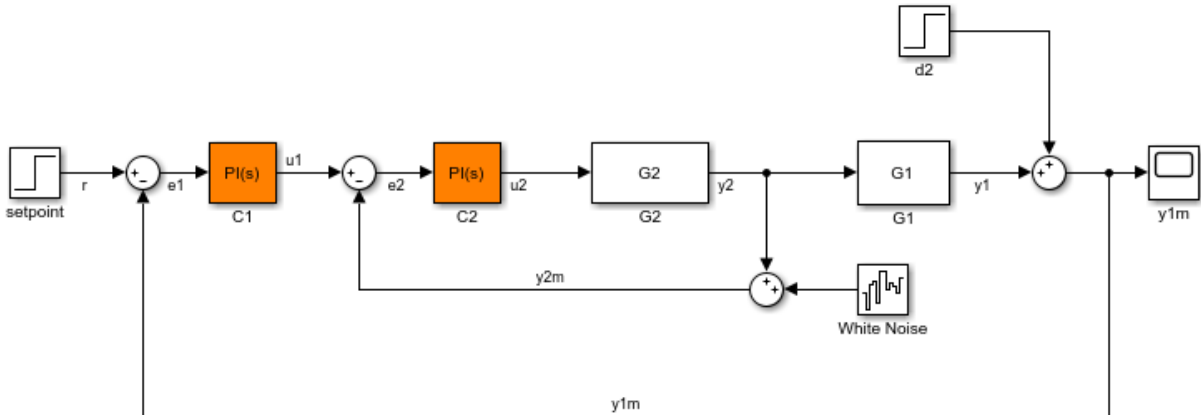 d2
setpoint
r
e1
PI(s)
C1
u1
e2
PI(s)
C2
u2
G2
G2
y2
G1
G1
y1
y1m
y2m
White Noise
y1m